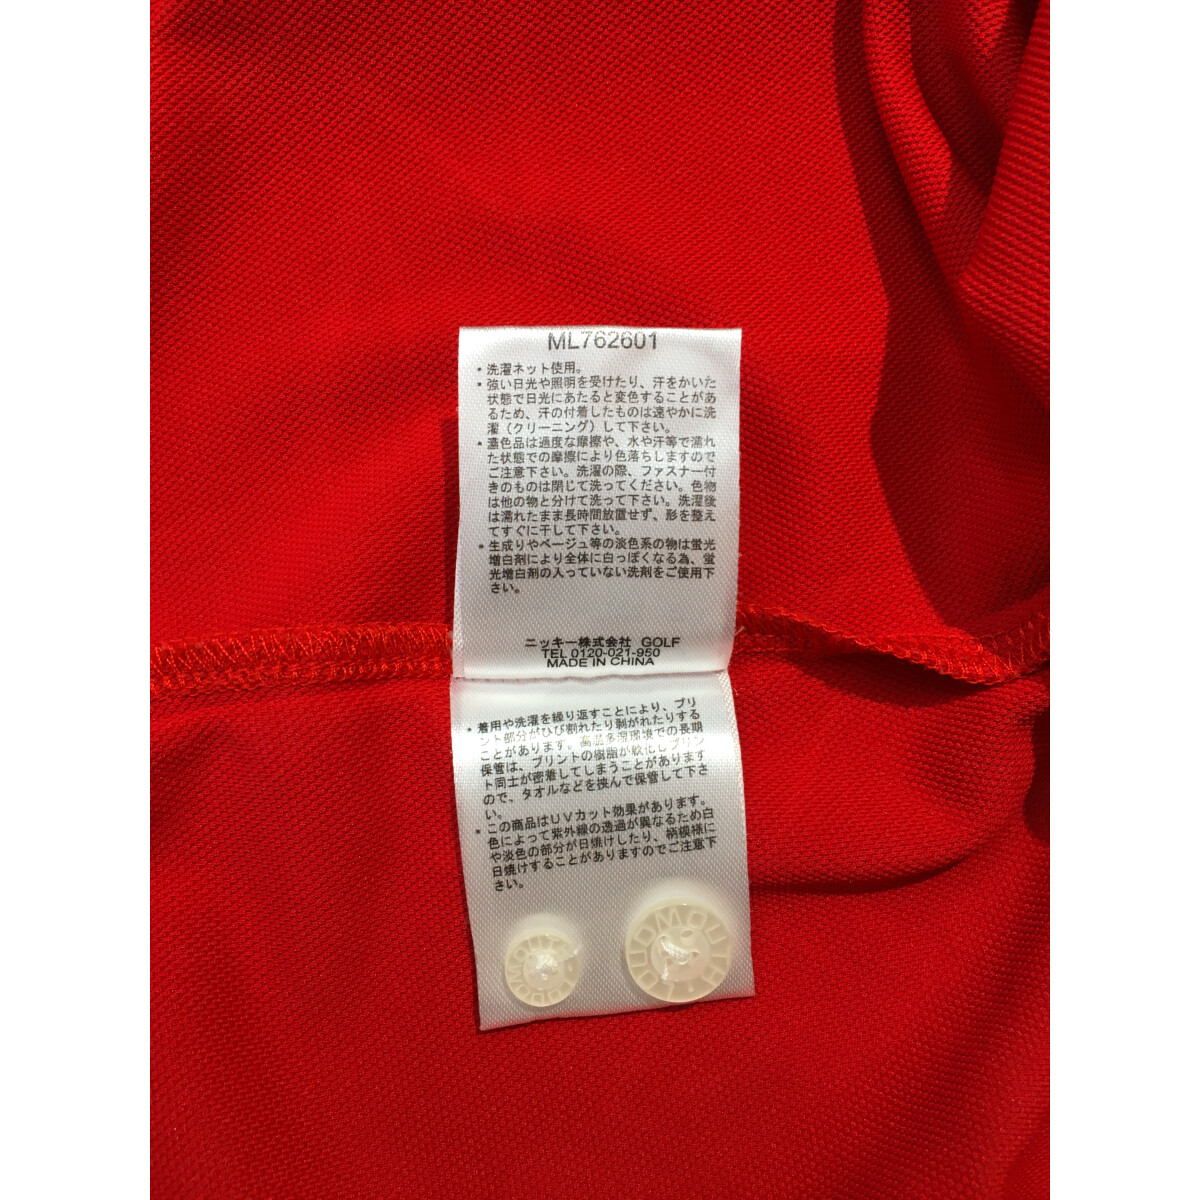 ML762601
・洗濯ネット使用。
・強い日光や照明を受けたり、汗をかいた
状態で日光にあたると変色することがあ
るため、汗の付着したものは速やかに洗
濯（クリーニング）して下さい。
・濃色品は過度な摩擦や、水や汗等で濡れ
た状態での摩擦により色落ちしますので
ご注意下さい。洗濯の際、ファスナー付
きのものは閉じて洗ってください。色物
は他の物と分けて洗って下さい。洗濯後
は濡れたまま長時間放置せず、形を整え
てすぐに干して下さい。
・生成りやベージュ等の淡色系の物は蛍光
増白剤により全体に白っぽくなる為、蛍
光増白剤の入っていない洗剤をご使用下
さい。
ニッキー株式会社 GOLF
TEL 0120-021-950
MADE IN CHINA
・着用や洗濯を繰り返すことにより、プリ
ント部分がひび割れたり剥がれたりする
ことがあります。高温多湿環境での長期
保管は、プリントの樹脂が軟化しプリン
ト同士が密着してしまうことがあります
ので、タオルなどを挟んで保管して下さ
い。
・この商品はＵＶカット効果があります。
色によって紫外線の透過が異なるため白
や淡色の部分が日焼けしたり、柄模様に
日焼けすることがありますのでご注意下
さい。
LOUDMOUTH
LOUDMOUTH